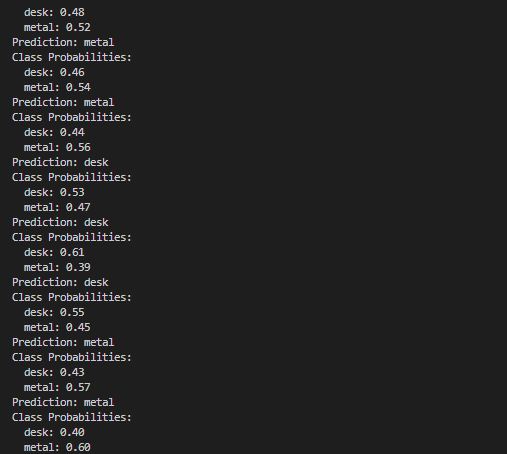 desk: 0.48
metal: 0.52
Prediction: metal
Class Probabilities:
desk: 0.46
metal: 0.54
Prediction: metal
Class Probabilities:
desk: 0.44
metal: 0.56
Prediction: desk
Class Probabilities:
desk: 0.53
metal: 0.47
Prediction: desk
Class Probabilities:
desk: 0.61
metal: 0.39
Prediction: desk
Class Probabilities:
desk: 0.55
metal: 0.45
Prediction: metal
Class Probabilities:
desk: 0.43
metal: 0.57
Prediction: metal
Class Probabilities:
desk: 0.40
metal: 0.60